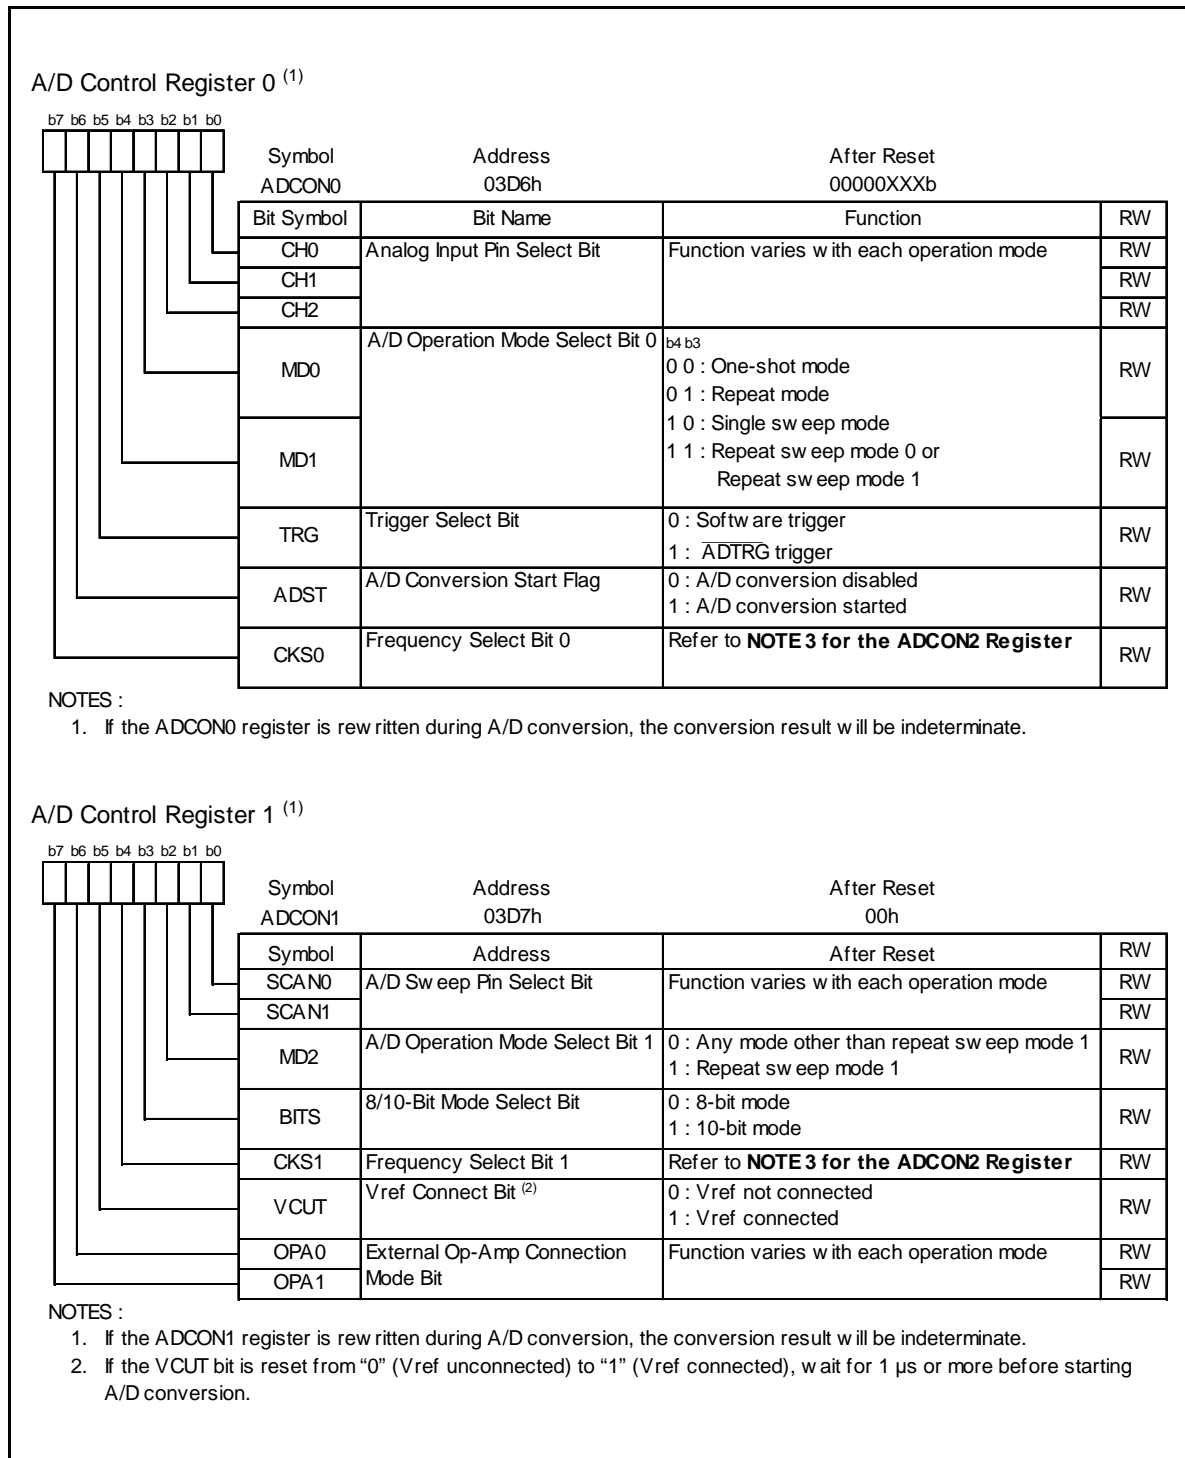 A/D Control Register 0 (1)
b7 b6 b5 b4 b3 b2 b1 b0
Symbol Address After Reset
ADCON0 03D6h 00000XXXb
Bit Symbol Bit Name Function RW
CH0 Analog Input Pin Select Bit Function varies with each operation mode RW
CH1 RW
CH2 RW
A/D Operation Mode Select Bit 0 b4 b3
MD0 0 0 : One-shot mode RW
0 1 : Repeat mode
1 0 : Single sweep mode
MD1 1 1 : Repeat sweep mode 0 or RW
Repeat sweep mode 1
TRG Trigger Select Bit 0 : Software trigger RW
1 : ADTRG trigger
ADST A/D Conversion Start Flag 0 : A/D conversion disabled RW
1 : A/D conversion started
CKS0 Frequency Select Bit 0 Refer to NOTE 3 for the ADCON2 Register RW
NOTES :
1. If the ADCON0 register is rewritten during A/D conversion, the conversion result will be indeterminate.
A/D Control Register 1 (1)
b7 b6 b5 b4 b3 b2 b1 b0
Symbol Address After Reset
ADCON1 03D7h 00h
Symbol Address After Reset RW
SCAN0 A/D Sweep Pin Select Bit Function varies with each operation mode RW
SCAN1 RW
MD2 A/D Operation Mode Select Bit 1 0 : Any mode other than repeat sweep mode 1 RW
1 : Repeat sweep mode 1
BITS 8/10-Bit Mode Select Bit 0 : 8-bit mode RW
1 : 10-bit mode
CKS1 Frequency Select Bit 1 Refer to NOTE 3 for the ADCON2 Register RW
VCUT Vref Connect Bit (2) 0 : Vref not connected RW
1 : Vref connected
OPA0 External Op-Amp Connection Function varies with each operation mode RW
OPA1 Mode Bit RW
NOTES :
1. If the ADCON1 register is rewritten during A/D conversion, the conversion result will be indeterminate.
2. If the VCUT bit is reset from “0” (Vref unconnected) to “1” (Vref connected), wait for 1 µs or more before starting
A/D conversion.